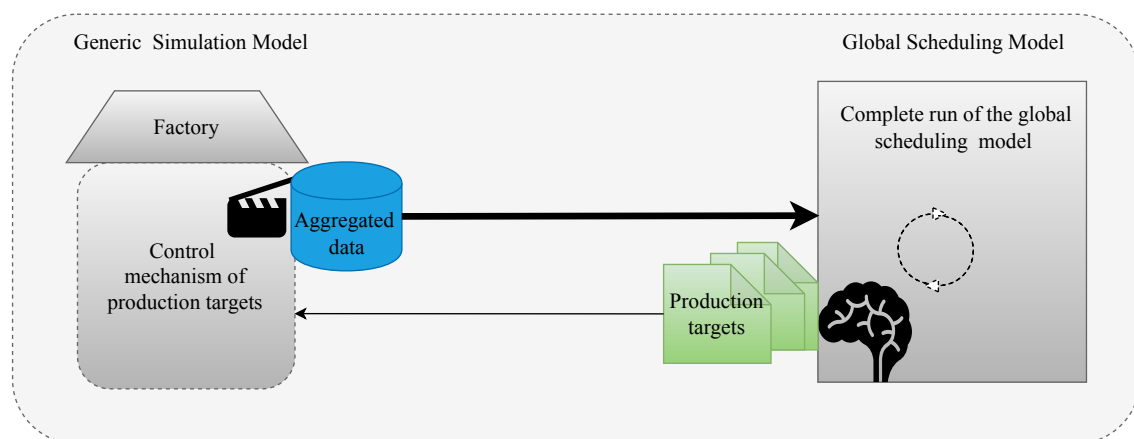 Generic Simulation Model
Global Scheduling Model
Factory
Complete run of the global
scheduling model
Aggregated
data
Control
mechanism of
production targets
Production
targets